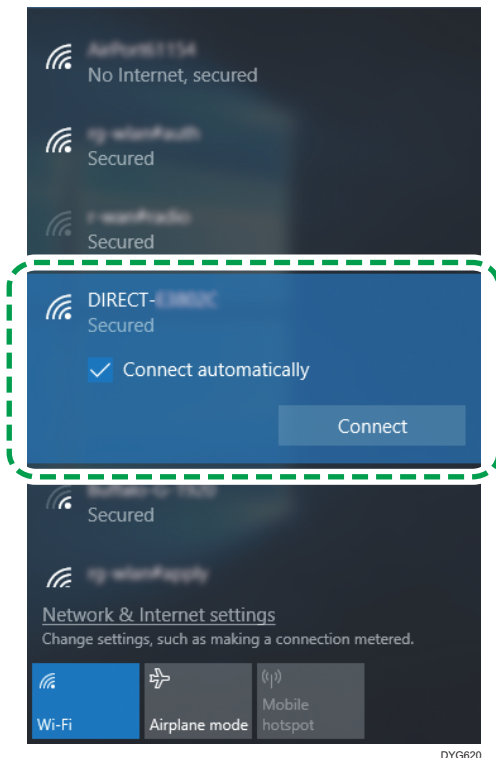 No Internet, secured
Secured
Secured
DIRECT-
Secured
Connect automatically
Connect
Secured
Network & Internet settings
Change settings, such as making a connection metered.
Wi-Fi
Airplane mode
Mobile
hotspot
DYG620